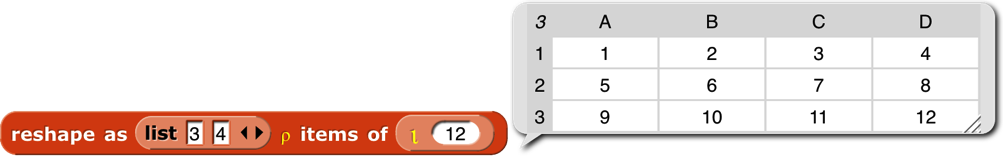 3 A B C D
1 1 2 3 4
2 5 6 7 8
3 9 10 11 12
reshape as list 3 4 ρ items of ι 12